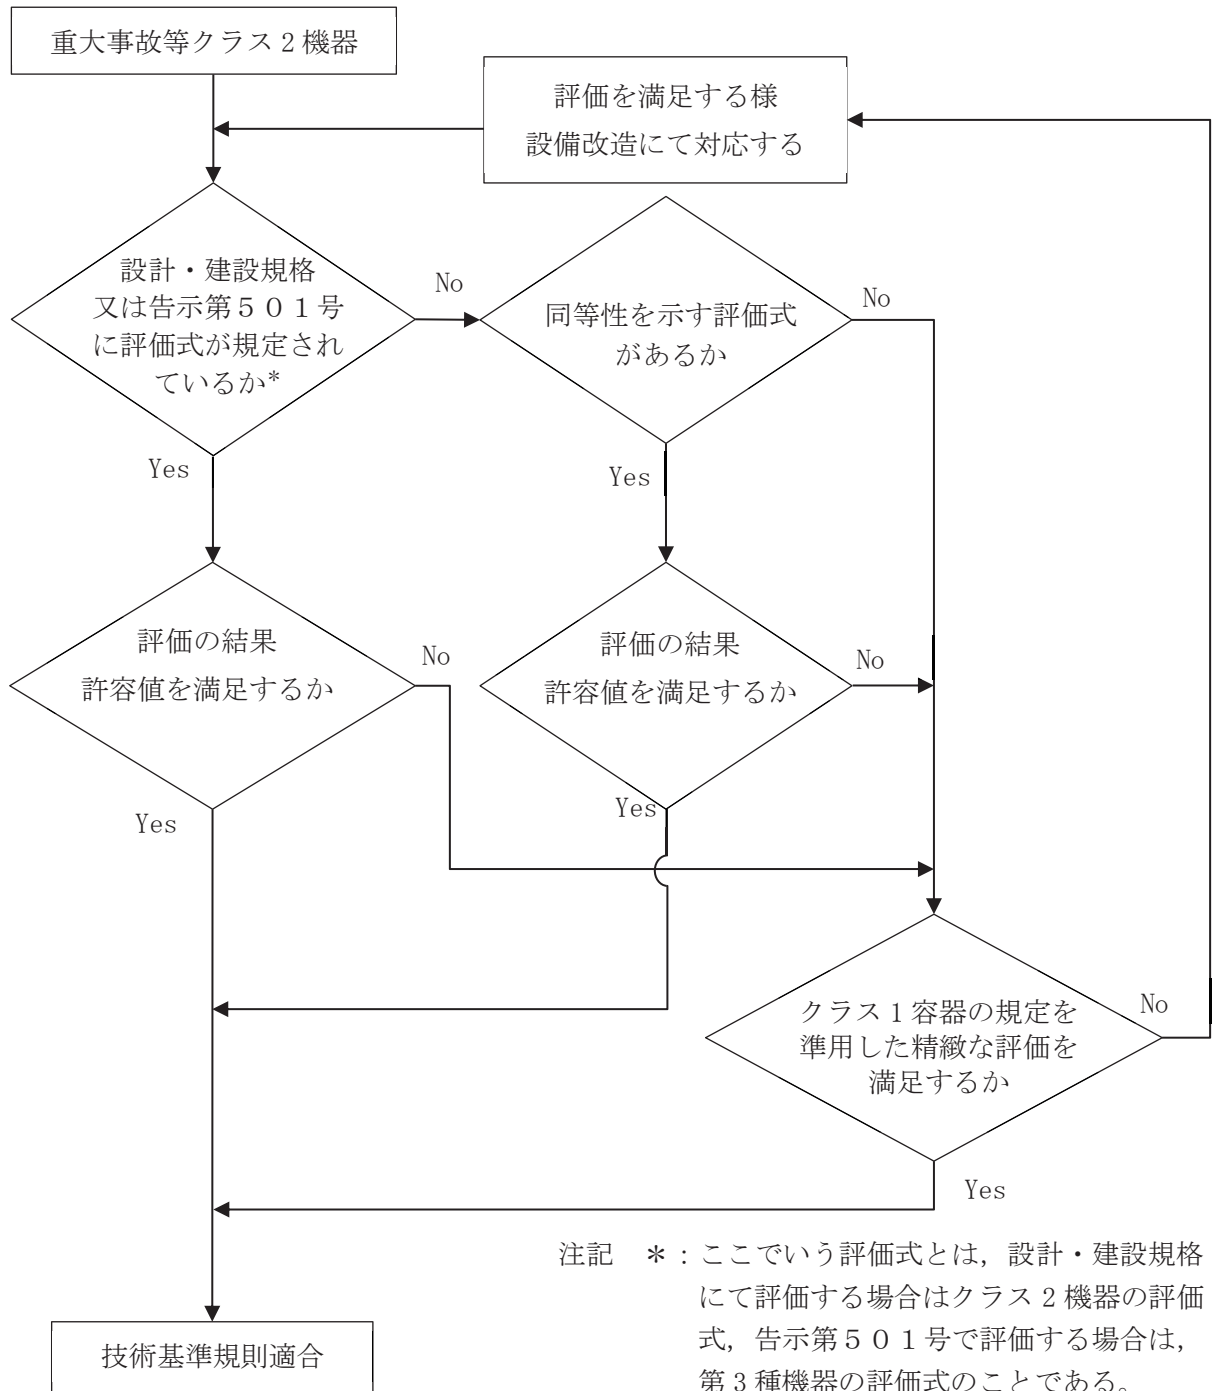 重大事故等クラス2機器
評価を満足する様
設備改造にて対応する
設計・建設規格
又は告示第501号
に評価式が規定され
ているか*
No
同等性を示す評価式
があるか
No
Yes
Yes
評価の結果
許容値を満足するか
No
評価の結果
許容値を満足するか
No
Yes
Yes
クラス1容器の規定を
準用した精緻な評価を
満足するか
No
Yes
注記 *:ここでいう評価式とは,設計・建設規格
にて評価する場合はクラス2機器の評価
式,告示第501号で評価する場合は,
第3種機器の評価式のことである。
技術基準規則適合